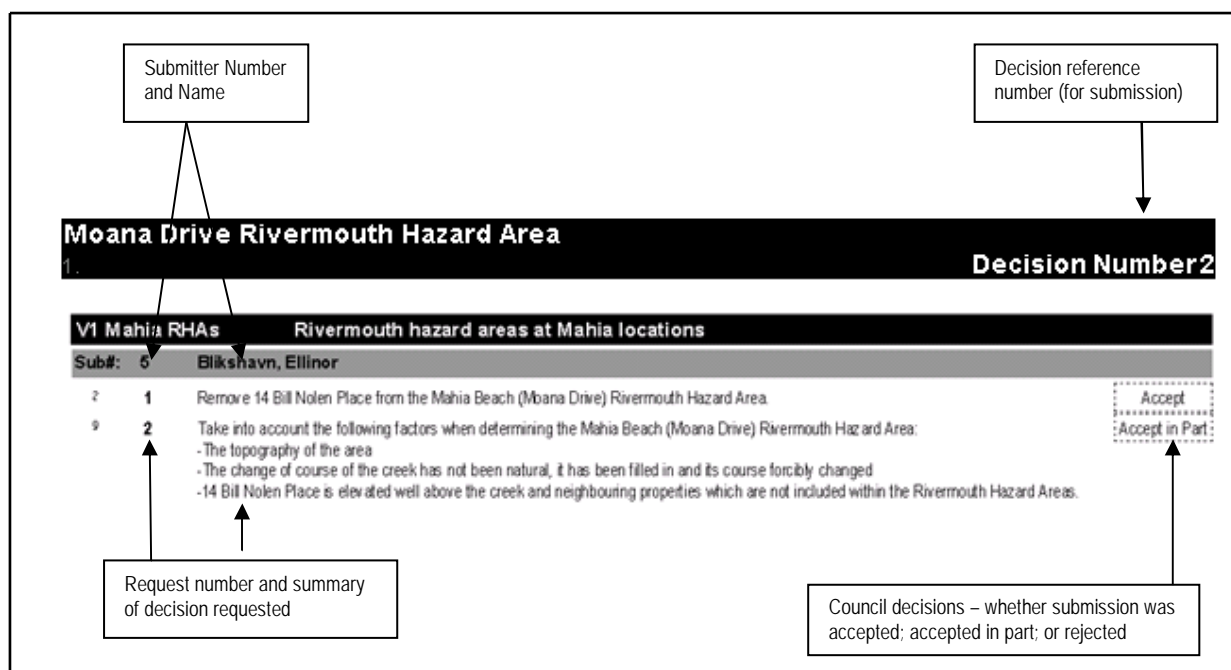 Submitter Number
and Name
Decision reference
number (for submission)
Moana Drive Rivermouth Hazard Area
1.
Decision Number2
V1 Mahia RHAs Rivermouth hazard areas at Mahia locations
Sub#: 5 Blikshavn, Ellinor
2 1 Remove 14 Bill Nolen Place from the Mahia Beach (Moana Drive) Rivermouth Hazard Area. Accept
9 2 Take into account the following factors when determining the Mahia Beach (Moana Drive) Rivermouth Hazard Area: Accept in Part
-The topography of the area
-The change of course of the creek has not been natural, it has been filled in and its course forcibly changed
-14 Bill Nolen Place is elevated well above the creek and neighbouring properties which are not included within the Rivermouth Hazard Areas.
Request number and summary
of decision requested
Council decisions – whether submission was
accepted; accepted in part; or rejected